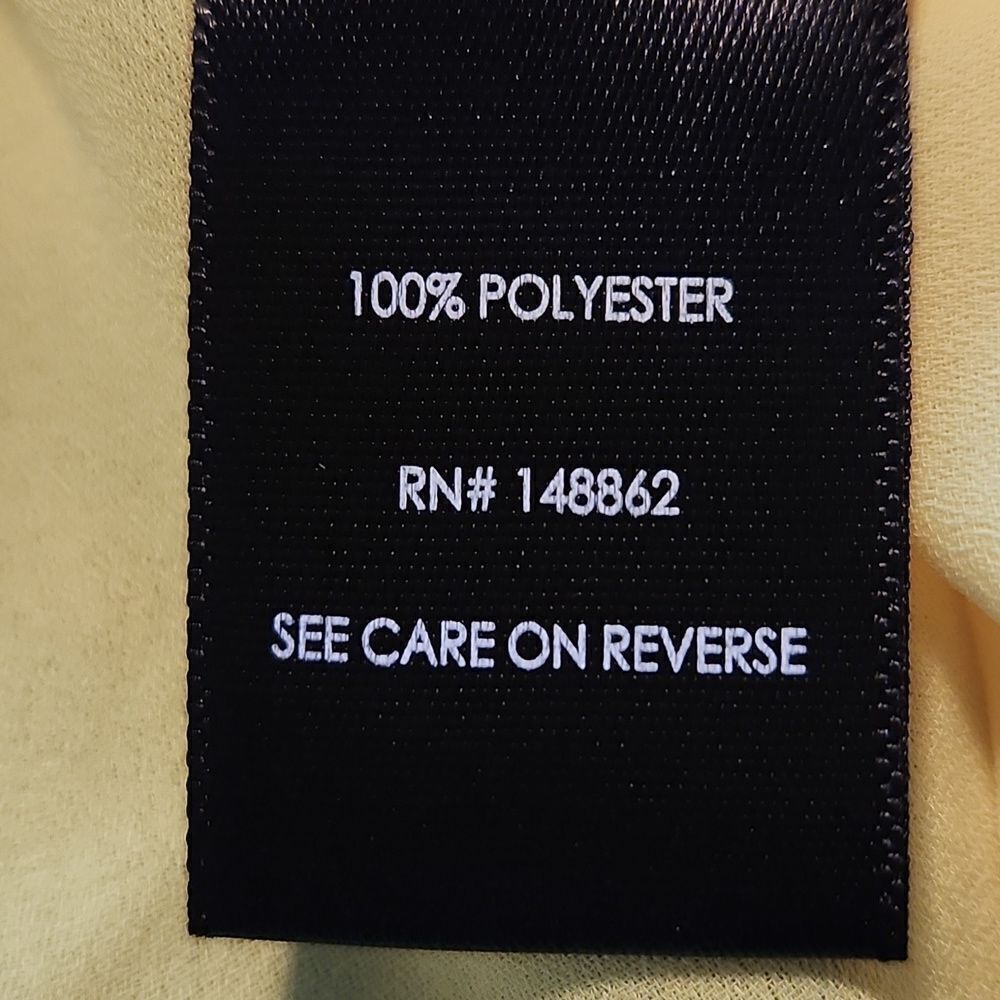 100% POLYESTER
RN# 148862
SEE CARE ON REVERSE